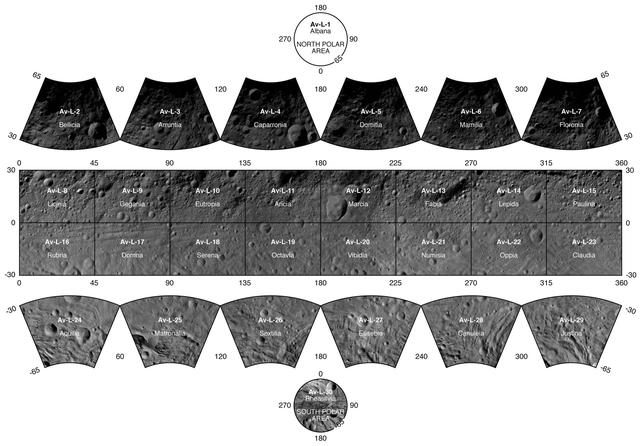 180
Av-L-1
Albana
270 NORTH POLAR 90
AREA
65
0
65 60 120 180 240 300 65
Av-L-2 Av-L-3 Av-L-4 Av-L-5 Av-L-6 Av-L-7
Bellicia Arruntia Caparronia Domitia Mamilia Floronia
30 30
0 45 90 135 180 225 270 315 360
30 30
Av-L-8 Av-L-9 Av-L-10 Av-L-11 Av-L-12 Av-L-13 Av-L-14 Av-L-15
Licinia Gegania Eutropia Aricia Marcia Fabia Lepida Paulina
0 0
Av-L-16 Av-L-17 Av-L-18 Av-L-19 Av-L-20 Av-L-21 Av-L-22 Av-L-23
Rubria Domna Serena Octavia Vibidia Numisia Oppia Claudia
-30 -30
0 45 90 135 180 225 270 315 360
-30 -30
Av-L-24 Av-L-25 Av-L-26 Av-L-27 Av-L-28 Av-L-29
Aquilia Matronalia Sextilia Eusebia Canuleia Justina
60 120 180 240 300
-65 -65
0
Av-L-30
Rheasilvia
270 90
SOUTH POLAR
AREA
180